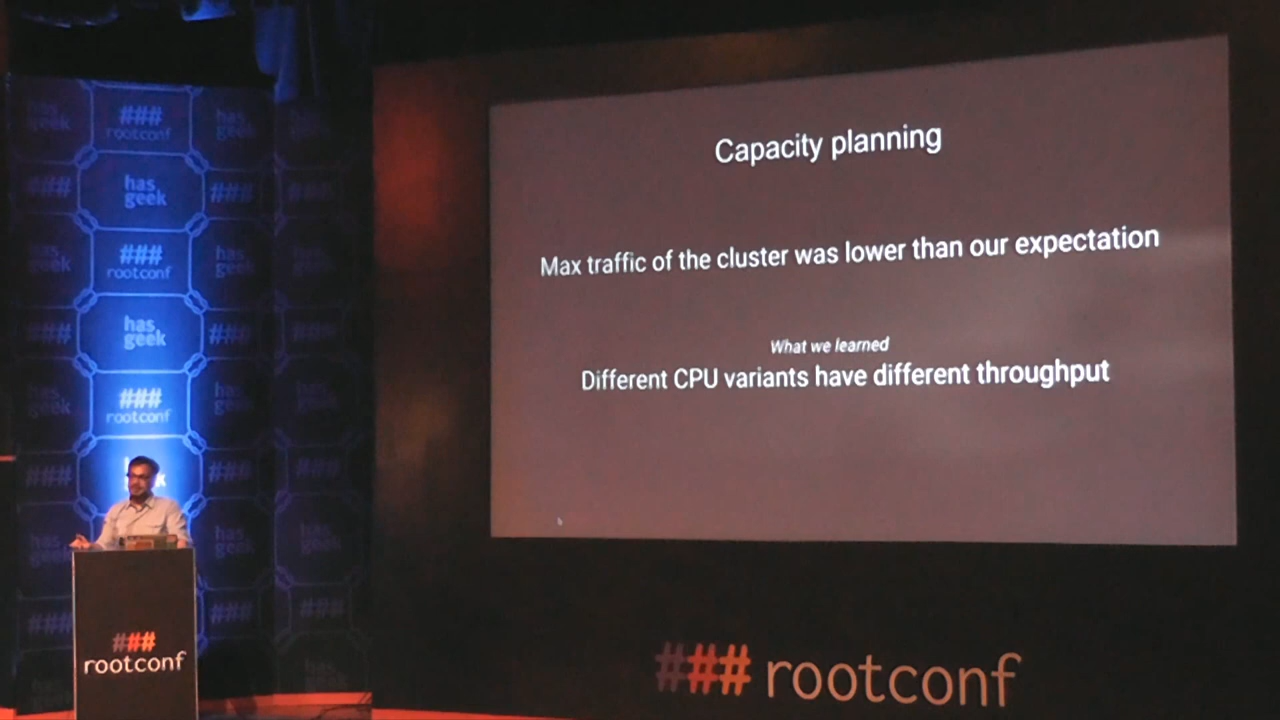 Capacity planning
Max traffic of the cluster was lower than our expectation
What we learned
Different CPU variants have different throughput
### rootconf
###
rootconf
has
geek
###
rootconf
has
geek
###
rootconf
###
rootconf